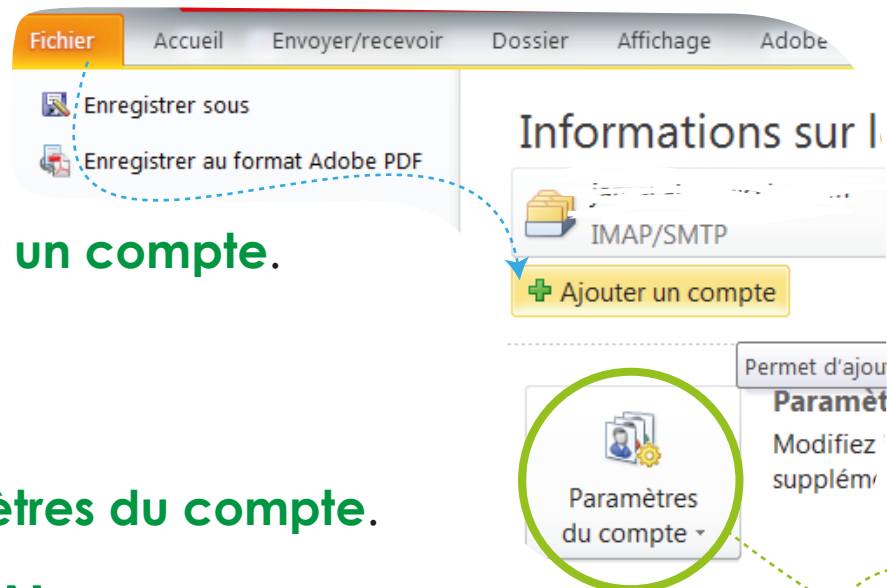 Fichier Accueil Envoyer/recevoir Dossier Affichage Adobe
Enregistrer sous
Enregistrer au format Adobe PDF
Informations sur
IMAP/SMTP
un compte.
Ajouter un compte
Permet d'ajou
Paramèt
Modifiez
supplém
Paramètres
du compte
ètres du compte.